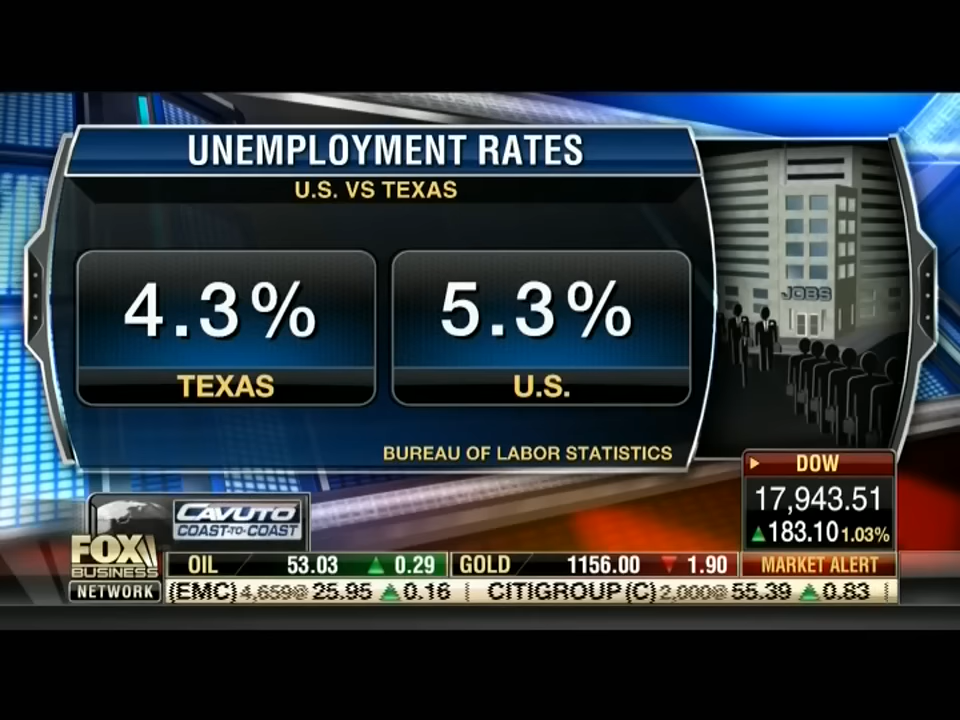 UNEMPLOYMENT RATES
U.S. VS TEXAS
4.3% 5.3%
TEXAS U.S.
BUREAU OF LABOR STATISTICS
JOBS
DOW
17,943.51
183.10 1.03%
MARKET ALERT
CAVUTO
COAST-TO-COAST
FOX
BUSINESS
NETWORK
OIL 53.03 0.29 GOLD 1156.00 1.90
(EMC) 4,659@ 25.95 0.16 | CITIGROUP (C) 2,000@ 55.39 0.83